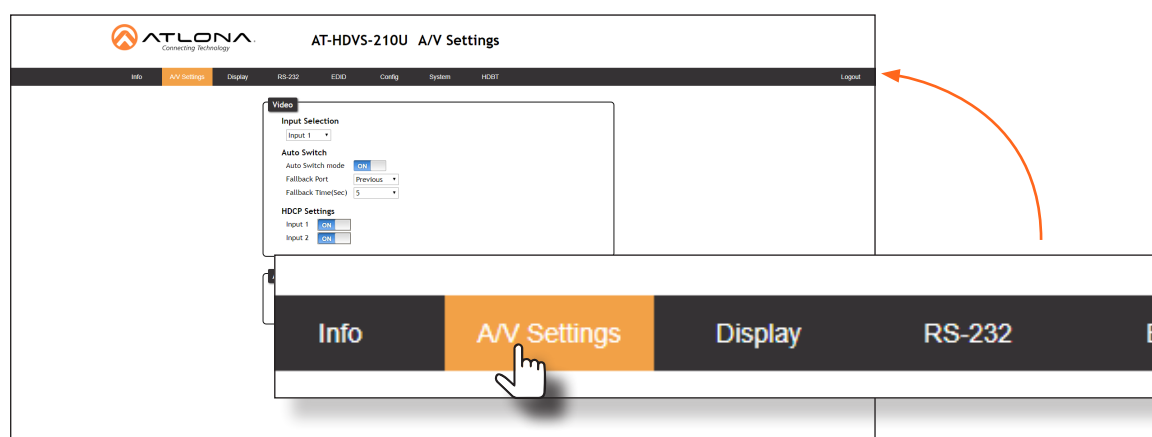 ATLONA.
Connecting Technology
AT-HDVS-210U A/V Settings
Info A/V Settings Display RS-232 EDID Config System HDBT Logout
Video
Input Selection
Input 1
Auto Switch
Auto Switch mode ON
Fallback Port Previous
Fallback Time(Sec) 5
HDCP Settings
Input 1 ON
Input 2 ON
Info A/V Settings Display RS-232